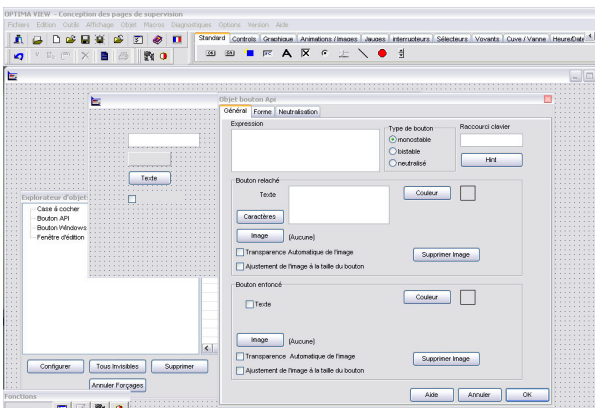 OPTIMA VIEW - Conception des pages de supervision
Fichiers Edition Outils Affichage Objet Macros Diagnostiques Options Version Aide
Standard Controls Graphique Animations / Images Jauges Interrupteurs Sélecteurs Voyants Cuve / Vanne Heure/Date
Objet bouton Api
Général Forme Neutralisation
Expression
Type de bouton
monostable
bistable
neutralisé
Raccourci clavier
Hint
Texte
Explorateur d'objet
Case à cocher
Bouton API
Bouton Windows
Fenêtre d'édition
Bouton relaché
Texte
Couleur
Caractères
Image (Aucune)
Transparence Automatique de l'image
Supprimer Image
Ajustement de l'image à la taille du bouton
Bouton enfoncé
Texte
Couleur
Image (Aucune)
Transparence Automatique de l'image
Supprimer Image
Ajustement de l'image à la taille du bouton
Configurer Tous Invisibles Supprimer
Annuler Forçages
Aide Annuler OK
Fonctions